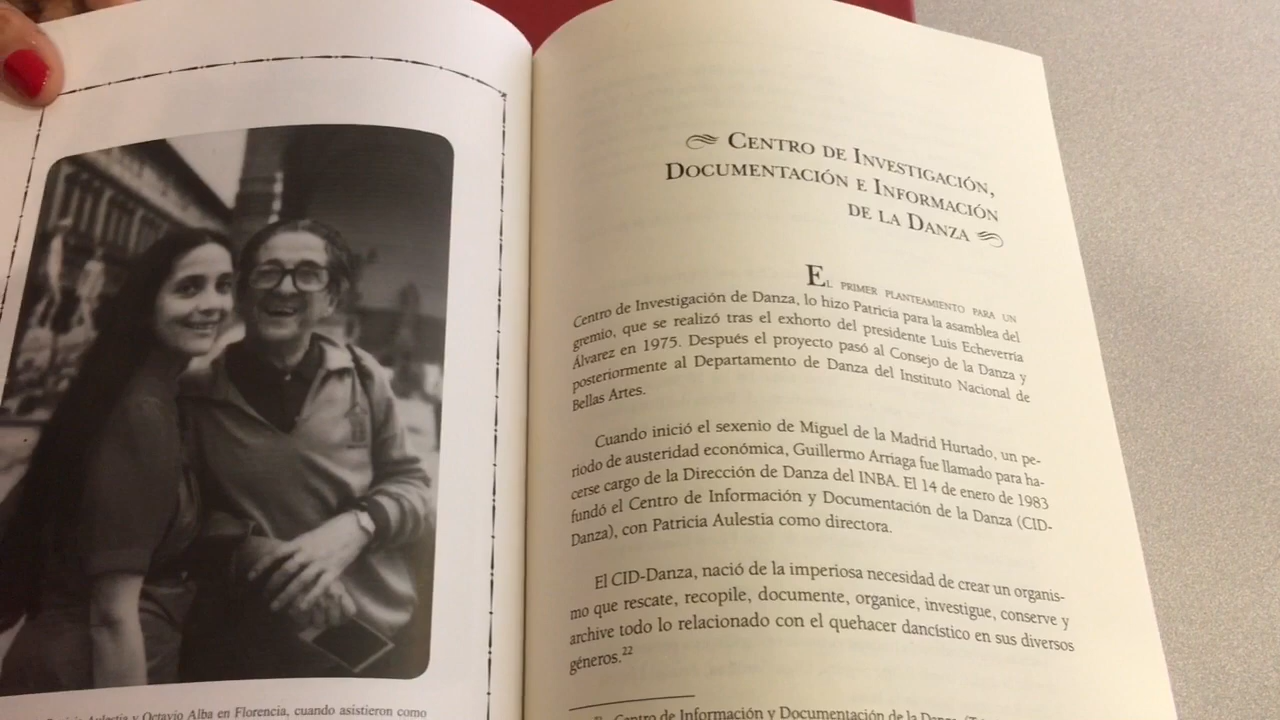 Aulestia y Octavio Alba en Florencia, cuando asistieron como
CENTRO DE INVESTIGACIÓN,
DOCUMENTACIÓN E INFORMACIÓN
DE LA DANZA
EL PRIMER PLANTEAMIENTO PARA UN
Centro de Investigación de Danza, lo hizo Patricia para la asamblea del
gremio, que se realizó tras el exhorto del presidente Luis Echeverría
Álvarez en 1975. Después el proyecto pasó al Consejo de la Danza y
posteriormente al Departamento de Danza del Instituto Nacional de
Bellas Artes.
Cuando inició el sexenio de Miguel de la Madrid Hurtado, un pe-
riodo de austeridad económica, Guillermo Arriaga fue llamado para ha-
cerse cargo de la Dirección de Danza del INBA. El 14 de enero de 1983
fundó el Centro de Información y Documentación de la Danza (CID-
Danza), con Patricia Aulestia como directora.
El CID-Danza, nació de la imperiosa necesidad de crear un organis-
mo que rescate, recopile, documente, organice, investigue, conserve y
archive todo lo relacionado con el quehacer dancístico en sus diversos
géneros.22
Centro de Información y Documentación de la Danza